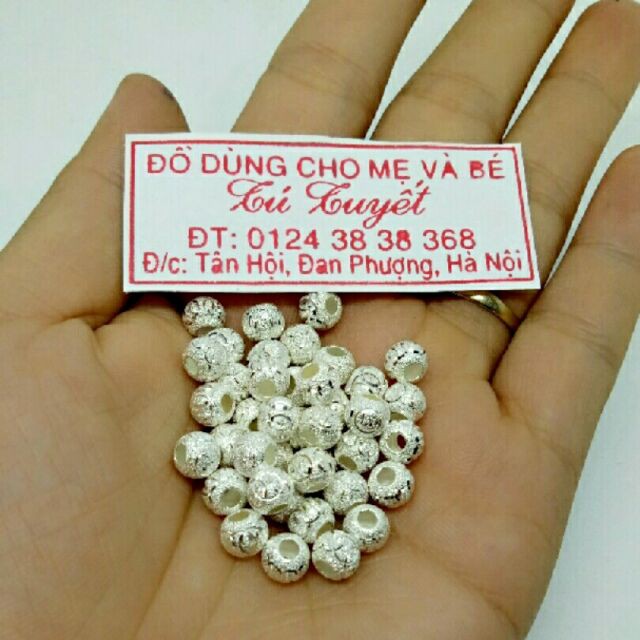 ĐỒ DÙNG CHO MẸ VÀ BÉ
Tú Tuyết
ĐT: 0124 38 38 368
Đ/c: Tân Hội, Đan Phượng, Hà Nội